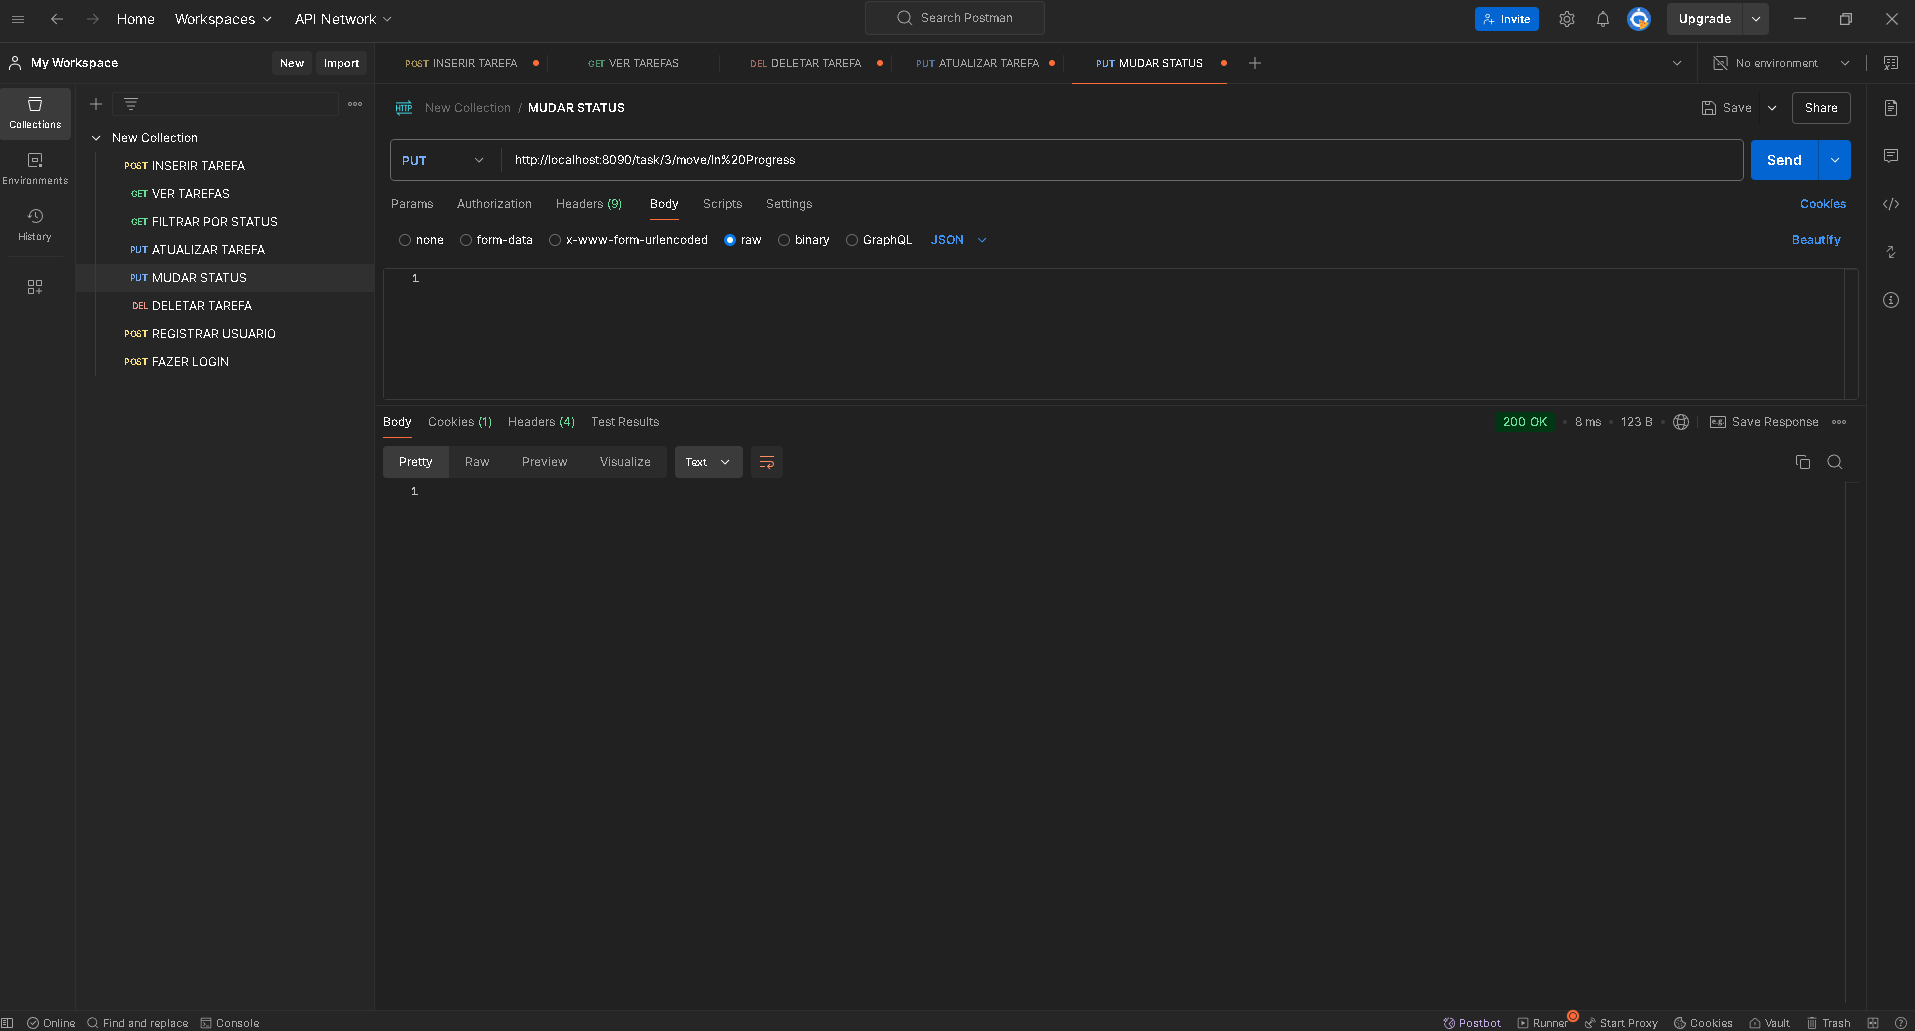 Home
Workspaces
API Network
Search Postman
Invite
Upgrade
My Workspace
New
Import
POST INSERIR TAREFA
GET VER TAREFAS
DEL DELETAR TAREFA
PUT ATUALIZAR TAREFA
PUT MUDAR STATUS
No environment
Collections
Environments
History
New Collection
POST INSERIR TAREFA
GET VER TAREFAS
GET FILTRAR POR STATUS
PUT ATUALIZAR TAREFA
PUT MUDAR STATUS
DEL DELETAR TAREFA
POST REGISTRAR USUARIO
POST FAZER LOGIN
HTTP New Collection / MUDAR STATUS
Save
Share
PUT
http://localhost:8090/task/3/move/In%20Progress
Send
Params Authorization Headers (9) Body Scripts Settings
Cookies
none form-data x-www-form-urlencoded raw binary GraphQL JSON
Beautify
1
Body Cookies (1) Headers (4) Test Results
200 OK • 8 ms • 123 B
e.g. Save Response
Pretty Raw Preview Visualize Text
1
Online Find and replace Console
Postbot Runner Start Proxy Cookies Vault Trash